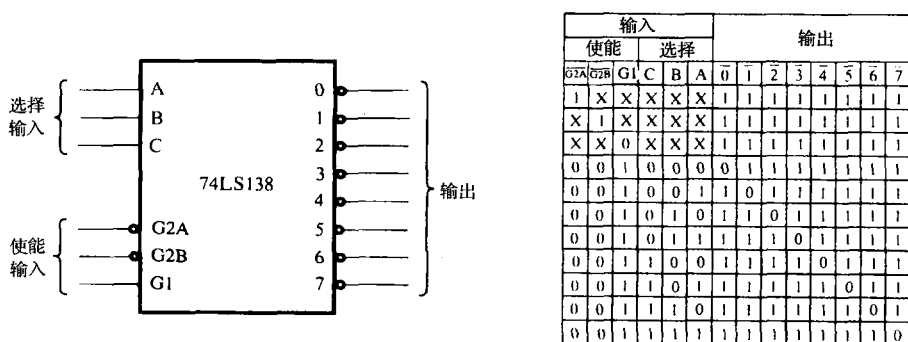 选择
输入
A 0
B 1
C 2
3
74LS138
4
输出
使能
输入
G2A 5
G2B 6
G1 7
输入 输出
使能 选择
G2A G2B G1 C B A 0 1 2 3 4 5 6 7
1 X X X X X 1 1 1 1 1 1 1 1
X 1 X X X X 1 1 1 1 1 1 1 1
X X 0 X X X 1 1 1 1 1 1 1 1
0 0 1 0 0 0 0 1 1 1 1 1 1 1
0 0 1 0 0 1 1 0 1 1 1 1 1 1
0 0 1 0 1 0 1 1 0 1 1 1 1 1
0 0 1 0 1 1 1 1 1 0 1 1 1 1
0 0 1 1 0 0 1 1 1 1 0 1 1 1
0 0 1 1 0 1 1 1 1 1 1 0 1 1
0 0 1 1 1 0 1 1 1 1 1 1 0 1
0 0 1 1 1 1 1 1 1 1 1 1 1 0